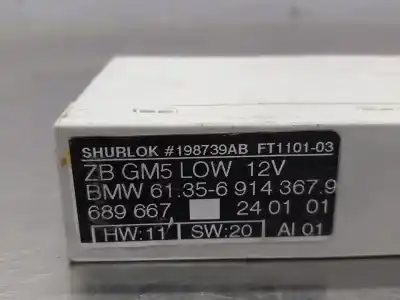 SHURLOK #198739AB FT1101-03
ZB GM5 LOW 12V
BMW 61.35-6 914 367.9
689 667 24 01 01
HW:11 SW:20 AI 01